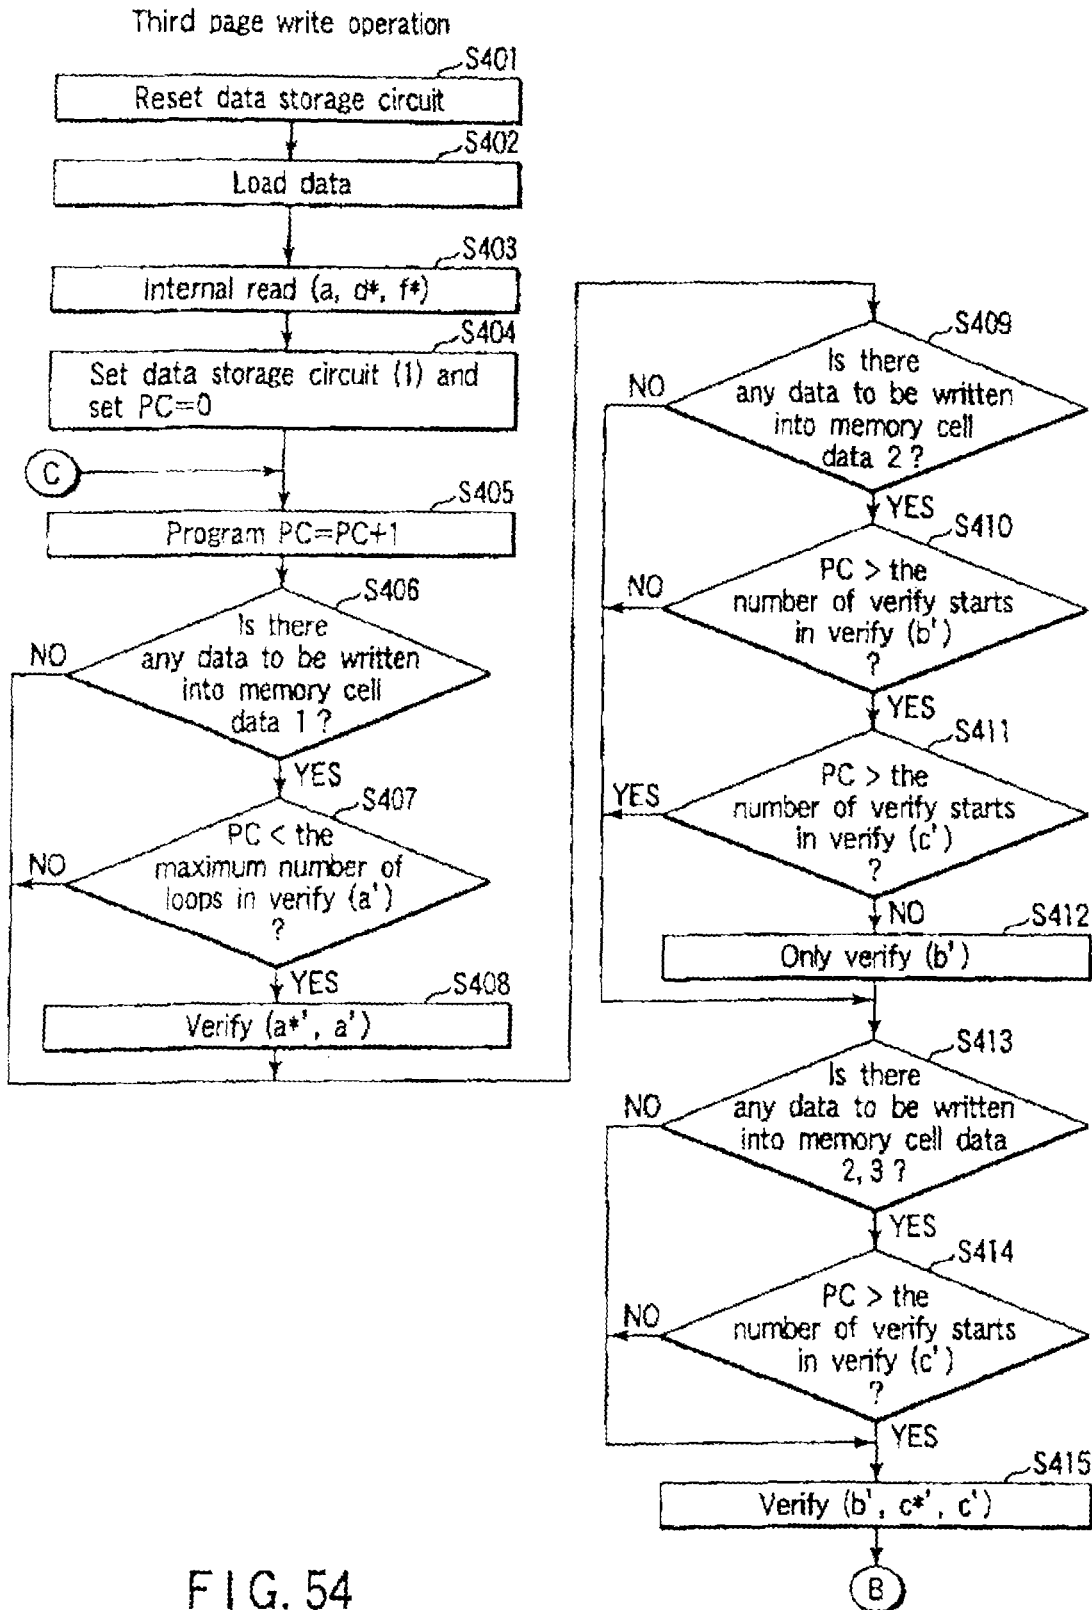 Third page write operation
S401
Reset data storage circuit
S402
Load data
S403
Internal read (a, d*, f*)
S404
Set data storage circuit (1) and
set PC=0
C
S405
Program PC=PC+1
S406
Is there
any data to be written
into memory cell
data 1 ?
NO
YES
S407
PC < the
maximum number of
loops in verify (a')
?
NO
YES
S408
Verify (a*', a')
S409
Is there
any data to be written
into memory cell
data 2 ?
NO
YES
S410
PC > the
number of verify starts
in verify (b')
?
NO
YES
S411
PC > the
number of verify starts
in verify (c')
?
YES
NO
S412
Only verify (b')
S413
Is there
any data to be written
into memory cell data
2, 3 ?
NO
YES
S414
PC > the
number of verify starts
in verify (c')
?
NO
YES
S415
Verify (b', c*', c')
B
FIG. 54